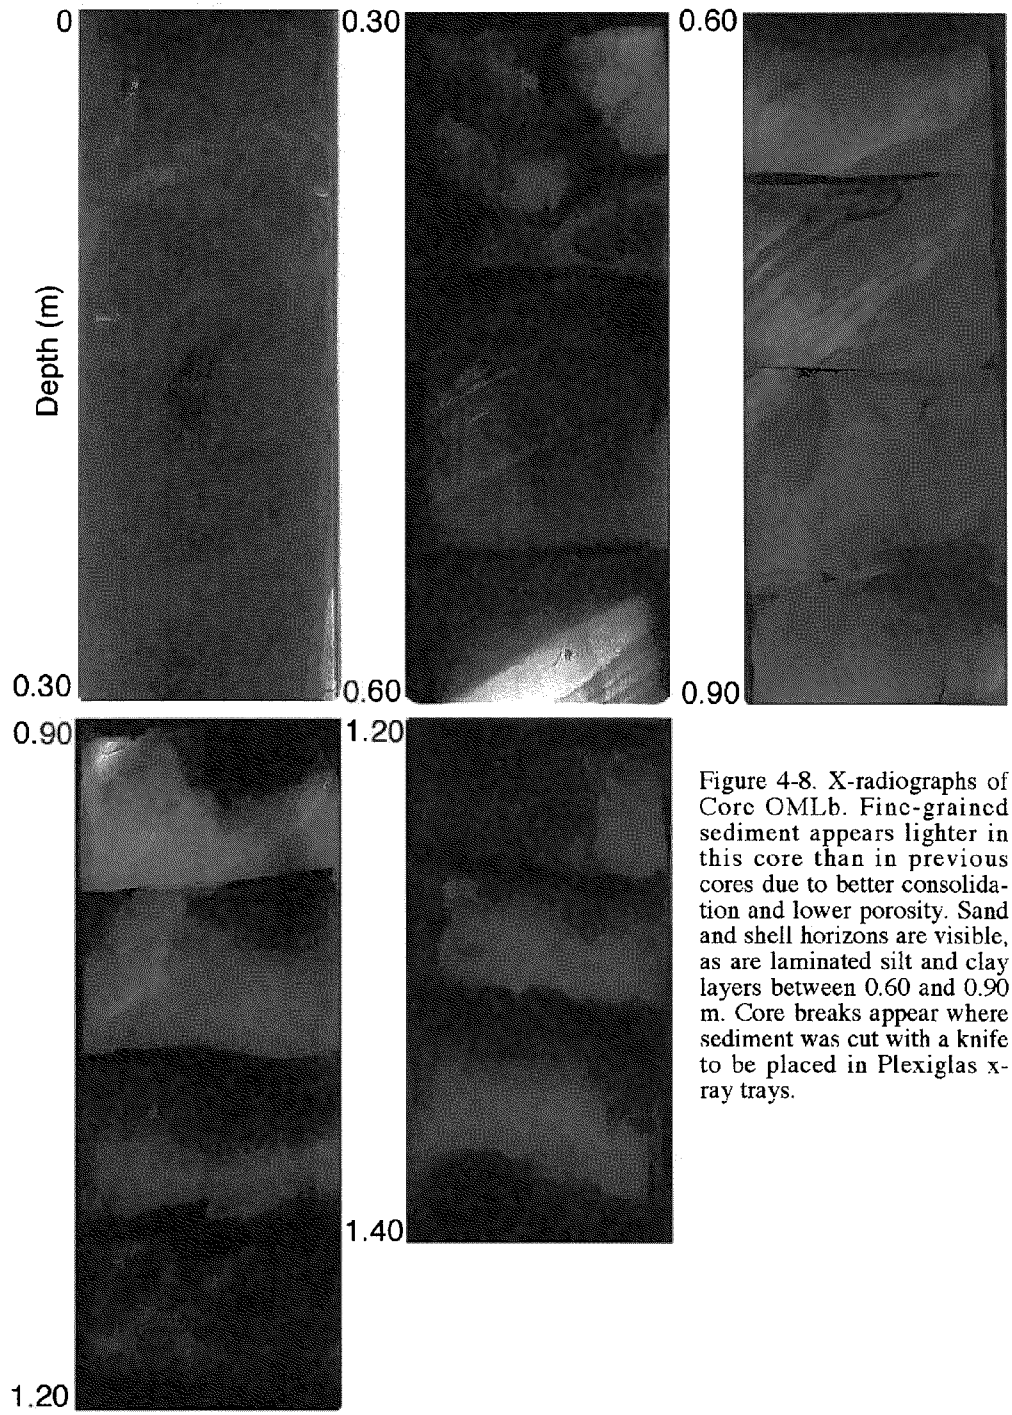 0
0.30
0.60
Depth (m)
0.30
0.60
0.90
0.90
1.20
1.40
1.20
Figure 4-8. X-radiographs of
Core OMLb. Fine-grained
sediment appears lighter in
this core than in previous
cores due to better consolida-
tion and lower porosity. Sand
and shell horizons are visible,
as are laminated silt and clay
layers between 0.60 and 0.90
m. Core breaks appear where
sediment was cut with a knife
to be placed in Plexiglas x-
ray trays.